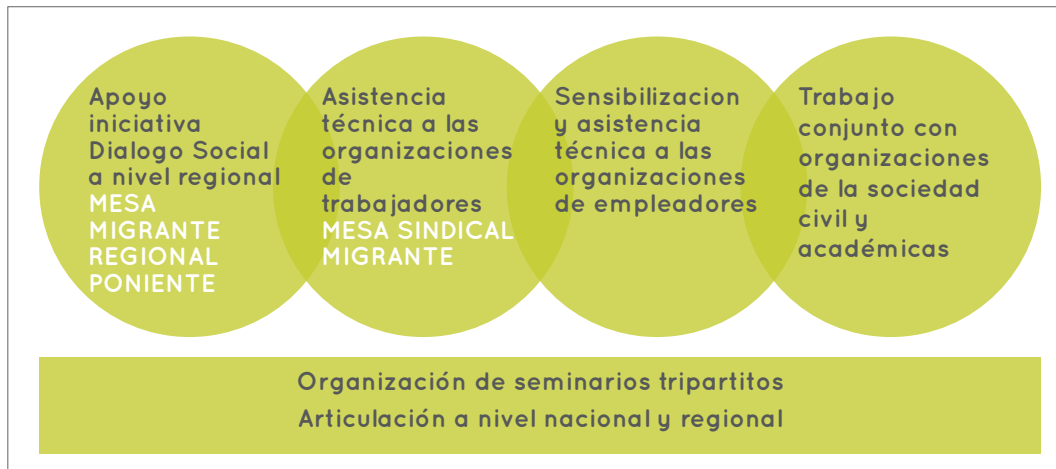 Apoyo
iniciativa
Dialogo Social
a nivel regional
MESA
MIGRANTE
REGIONAL
PONIENTE
Asistencia
técnica a las
organizaciones
de
trabajadores
MESA SINDICAL
MIGRANTE
Sensibilizacion
y asistencia
técnica a las
organizaciones
de empleadores
Trabajo
conjunto con
organizaciones
de la sociedad
civil y
académicas
Organización de seminarios tripartitos
Articulación a nivel nacional y regional